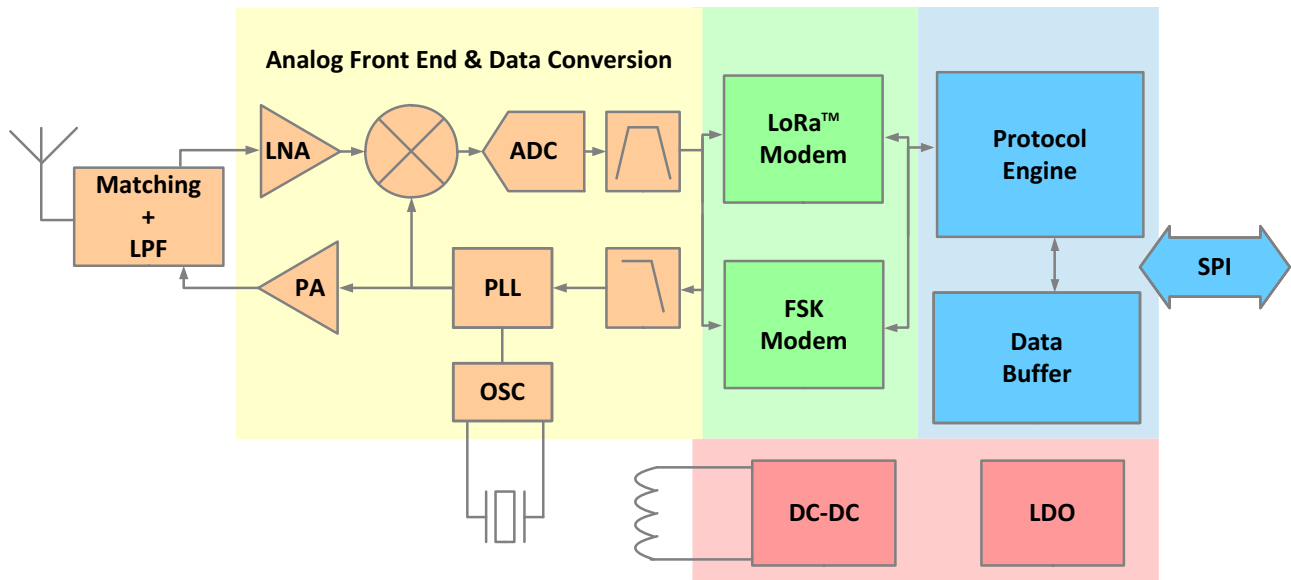 Analog Front End & Data Conversion
LNA
ADC
LoRa™
Modem
Protocol
Engine
Matching
+
LPF
PA
PLL
FSK
Modem
Data
Buffer
SPI
OSC
DC-DC
LDO